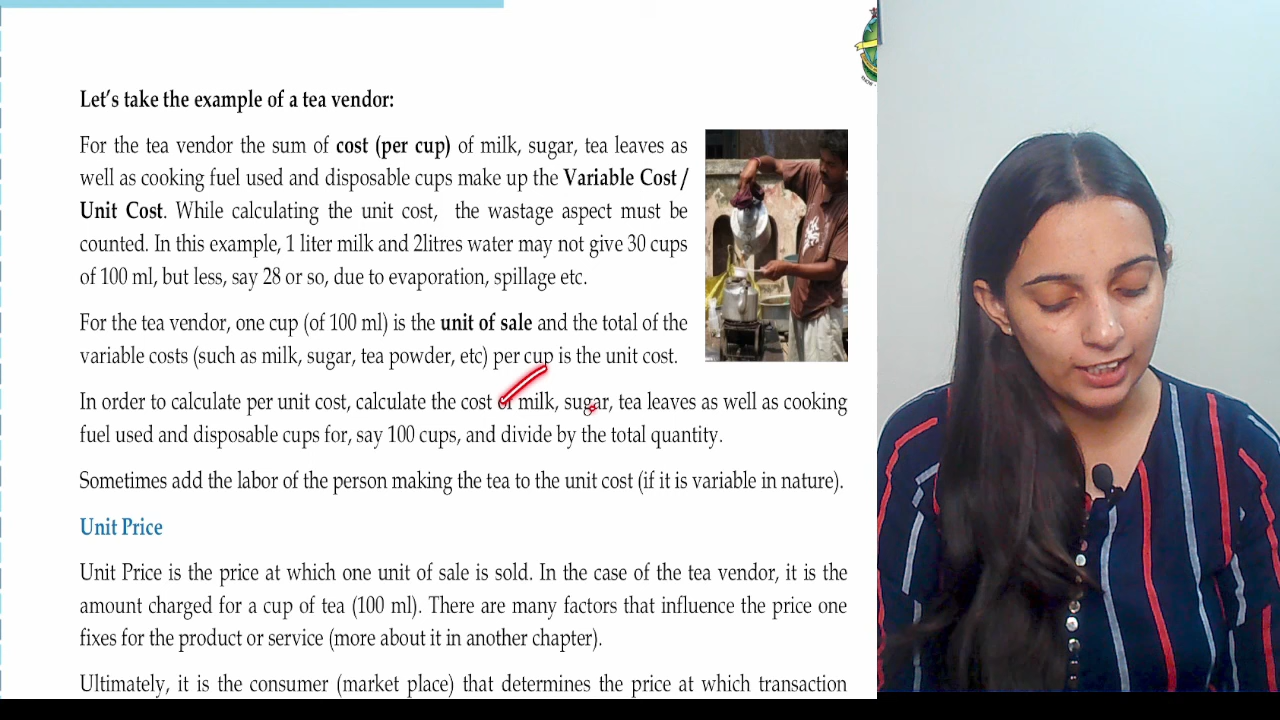 Let's take the example of a tea vendor:
For the tea vendor the sum of cost (per cup) of milk, sugar, tea leaves as
well as cooking fuel used and disposable cups make up the Variable Cost /
Unit Cost. While calculating the unit cost, the wastage aspect must be
counted. In this example, 1 liter milk and 2litres water may not give 30 cups
of 100 ml, but less, say 28 or so, due to evaporation, spillage etc.
For the tea vendor, one cup (of 100 ml) is the unit of sale and the total of the
variable costs (such as milk, sugar, tea powder, etc) per cup is the unit cost.
In order to calculate per unit cost, calculate the cost of milk, sugar, tea leaves as well as cooking
fuel used and disposable cups for, say 100 cups, and divide by the total quantity.
Sometimes add the labor of the person making the tea to the unit cost (if it is variable in nature).
Unit Price
Unit Price is the price at which one unit of sale is sold. In the case of the tea vendor, it is the
amount charged for a cup of tea (100 ml). There are many factors that influence the price one
fixes for the product or service (more about it in another chapter).
Ultimately, it is the consumer (market place) that determines the price at which transaction